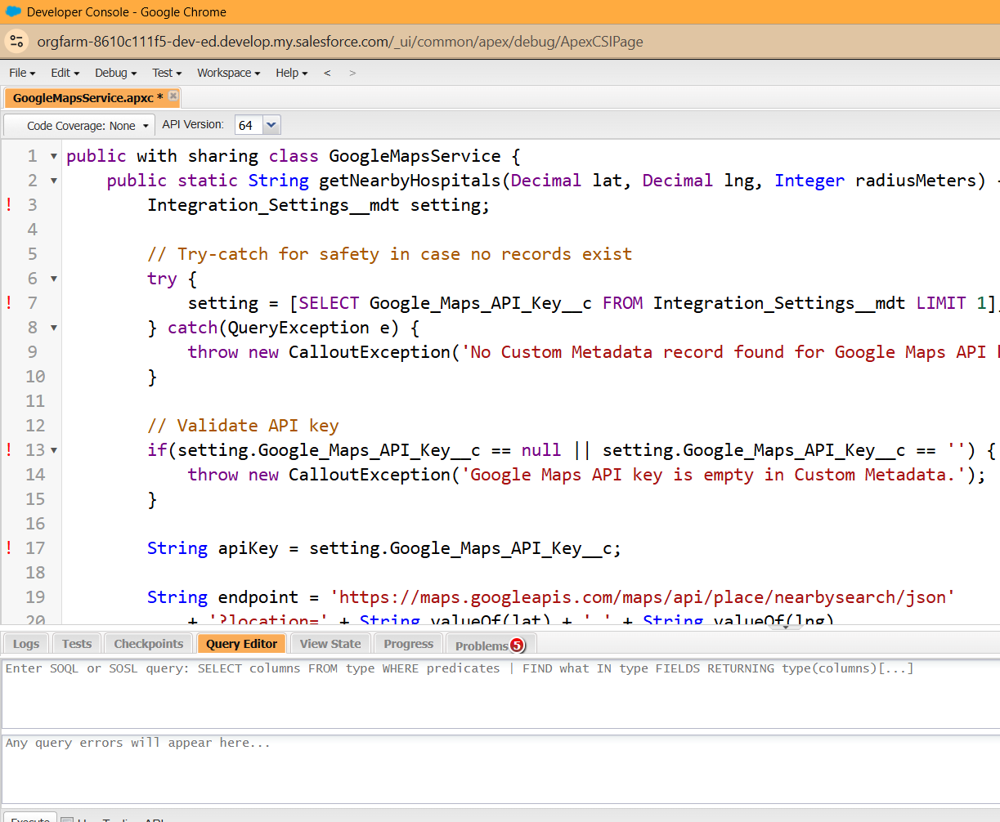 Developer Console - Google Chrome
orgfarm-8610c111f5-dev-ed.develop.my.salesforce.com/_ui/common/apex/debug/ApexCSIPage
File Edit Debug Test Workspace Help < >
GoogleMapsService.apxc *
Code Coverage: None API Version: 64
1 public with sharing class GoogleMapsService {
2 public static String getNearbyHospitals(Decimal lat, Decimal lng, Integer radiusMeters) {
! 3 Integration_Settings__mdt setting;
4
5 // Try-catch for safety in case no records exist
6 try {
! 7 setting = [SELECT Google_Maps_API_Key__c FROM Integration_Settings__mdt LIMIT 1]
8 } catch(QueryException e) {
9 throw new CalloutException('No Custom Metadata record found for Google Maps API
10 }
11
12 // Validate API key
! 13 if(setting.Google_Maps_API_Key__c == null || setting.Google_Maps_API_Key__c == '') {
14 throw new CalloutException('Google Maps API key is empty in Custom Metadata.');
15 }
16
! 17 String apiKey = setting.Google_Maps_API_Key__c;
18
19 String endpoint = 'https://maps.googleapis.com/maps/api/place/nearbysearch/json'
20 + '?location=' + String.valueOf(lat) + ',' + String.valueOf(lng)
Logs Tests Checkpoints Query Editor View State Progress Problems 5
Enter SOQL or SOSL query: SELECT columns FROM type WHERE predicates | FIND what IN type FIELDS RETURNING type(columns)[...]
Any query errors will appear here...
Execute Use Tooling API